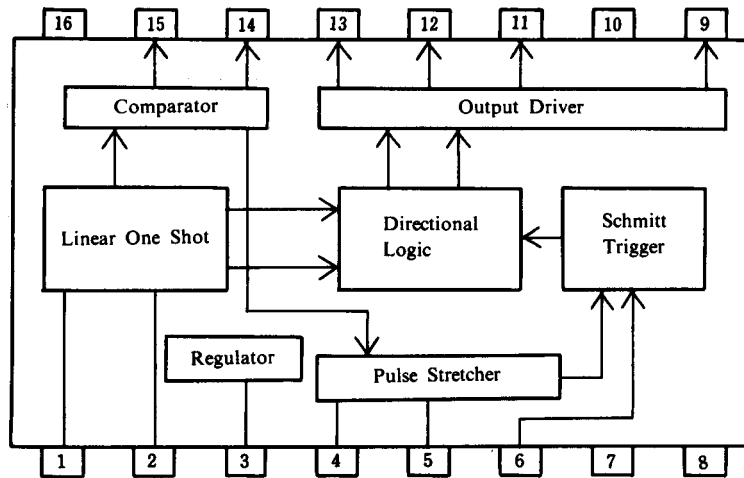 16 15 14 13 12 11 10 9
Comparator Output Driver
Linear One Shot
Directional
Logic
Schmitt
Trigger
Regulator
Pulse Stretcher
1 2 3 4 5 6 7 8